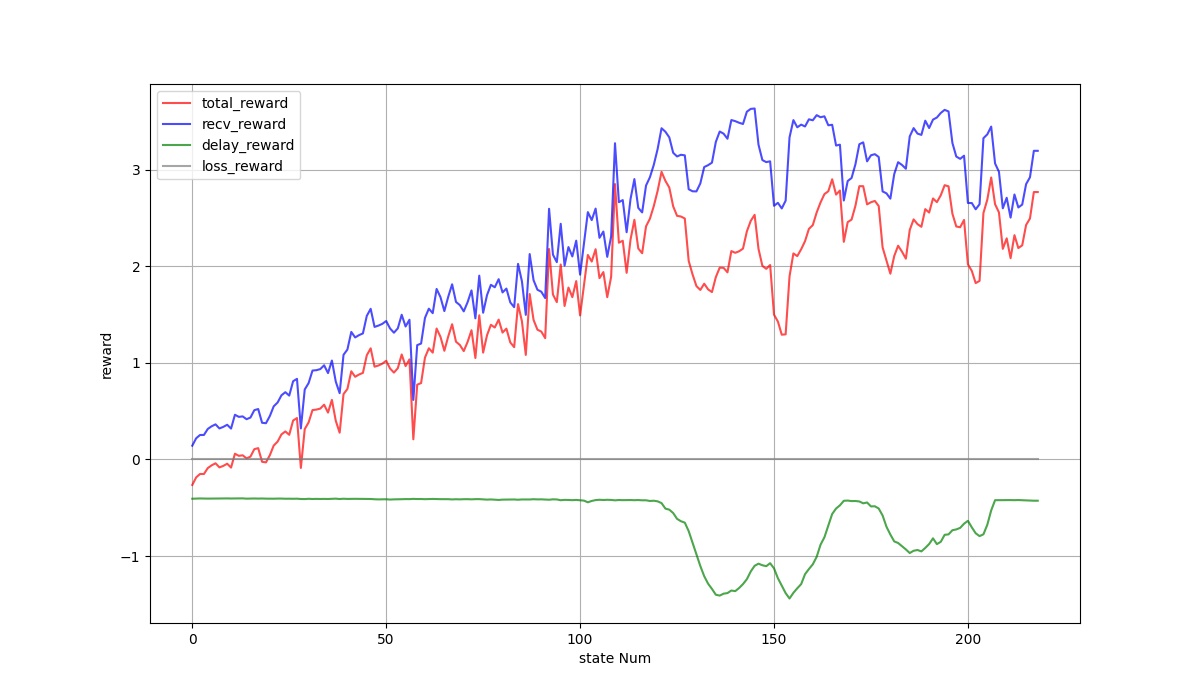 total_reward
recv_reward
delay_reward
loss_reward
3
2
1
0
−1
reward
0 50 100 150 200
state Num